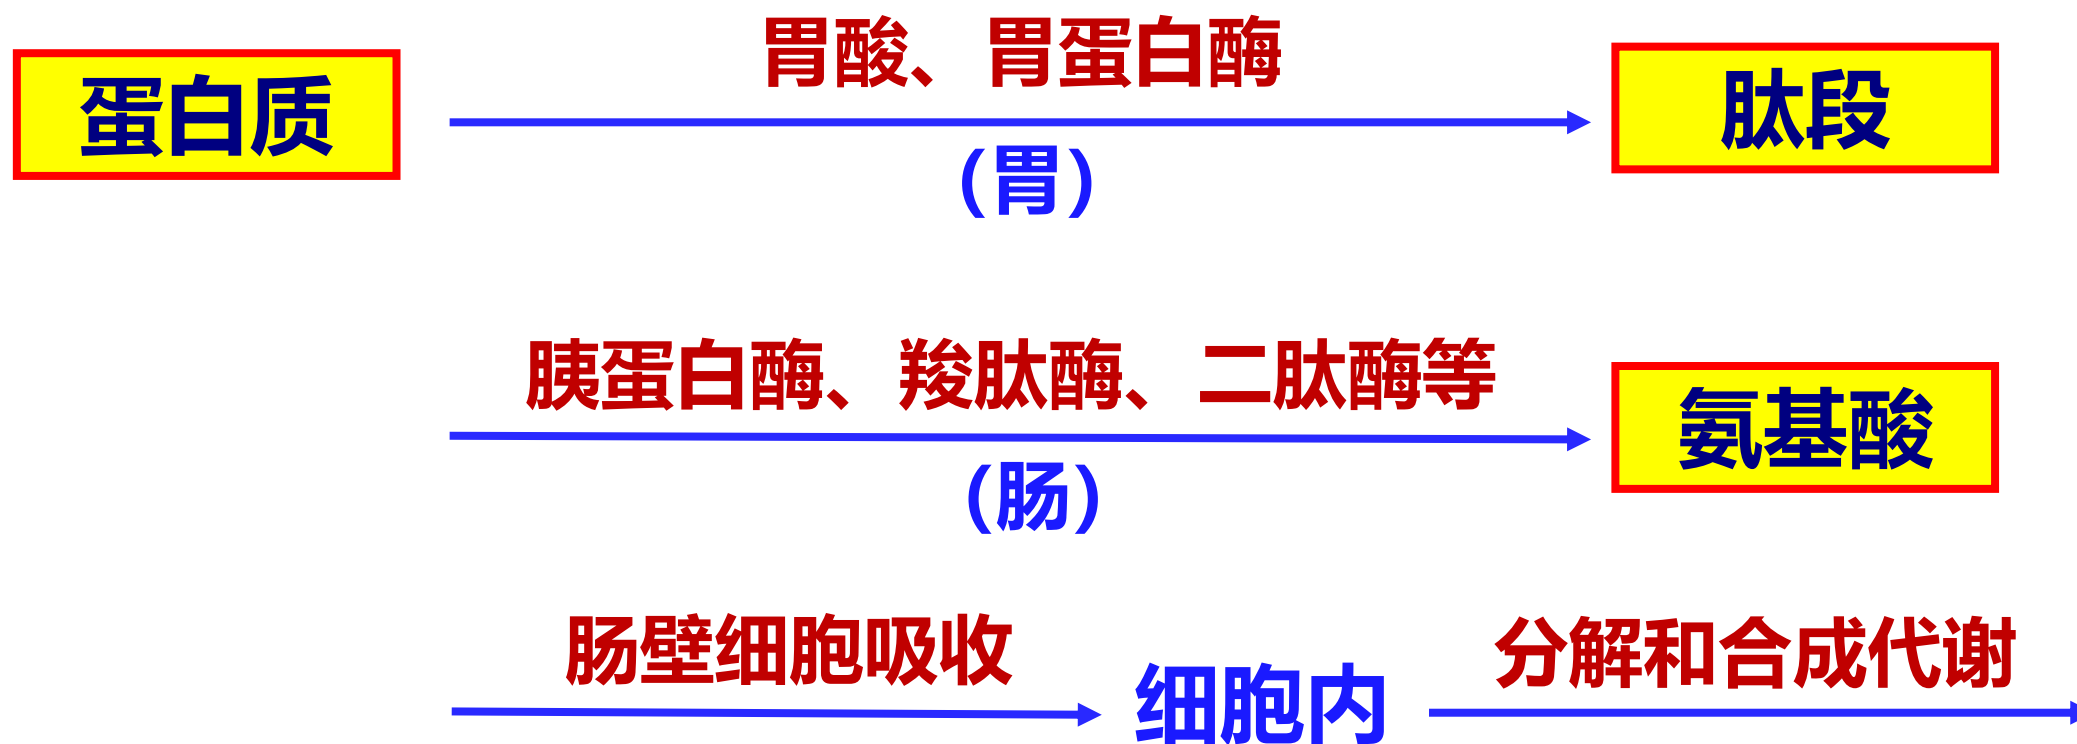 胃酸、胃蛋白酶
蛋白质
肽段
(胃)
胰蛋白酶、羧肽酶、二肽酶等
氨基酸
(肠)
肠壁细胞吸收
分解和合成代谢
细胞内